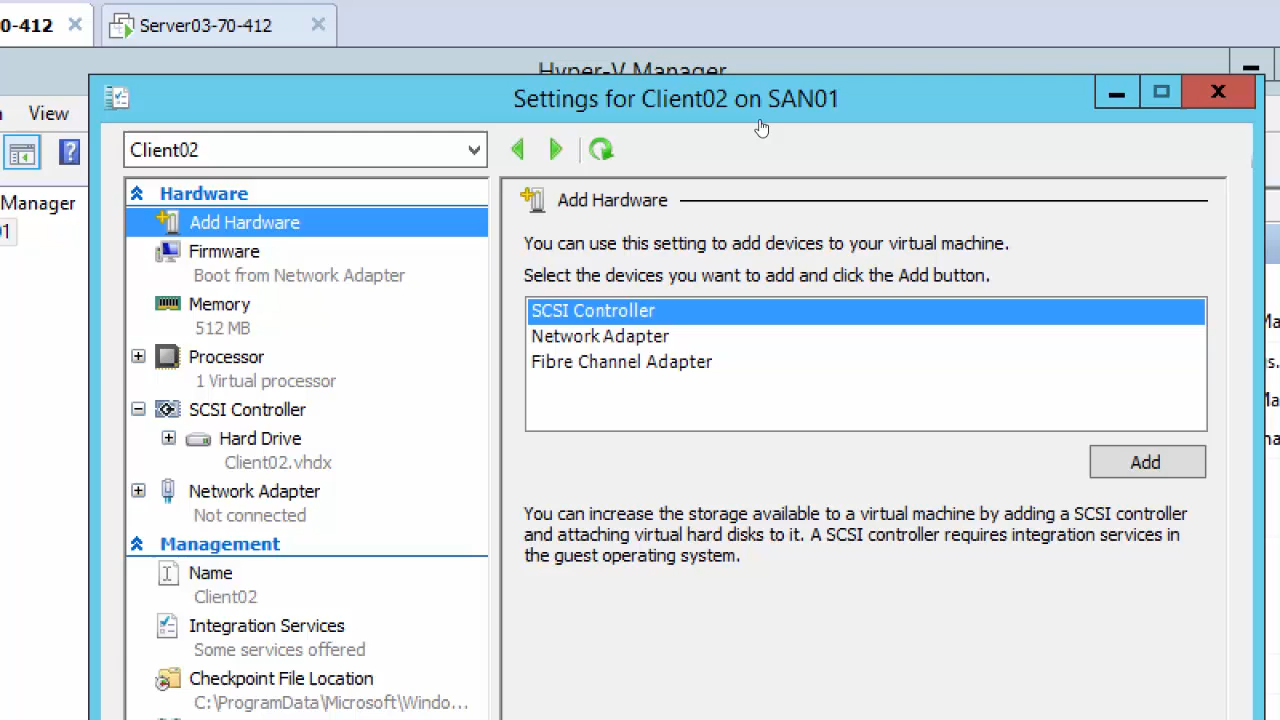 0-412
Server03-70-412
Hyper-V Manager
View
Settings for Client02 on SAN01
Manager
1
Client02
Hardware
Add Hardware
Firmware
Boot from Network Adapter
Memory
512 MB
Processor
1 Virtual processor
SCSI Controller
Hard Drive
Client02.vhdx
Network Adapter
Not connected
Management
Name
Client02
Integration Services
Some services offered
Checkpoint File Location
C:\ProgramData\Microsoft\Windo...
Add Hardware
You can use this setting to add devices to your virtual machine.
Select the devices you want to add and click the Add button.
SCSI Controller
Network Adapter
Fibre Channel Adapter
Add
You can increase the storage available to a virtual machine by adding a SCSI controller
and attaching virtual hard disks to it. A SCSI controller requires integration services in
the guest operating system.